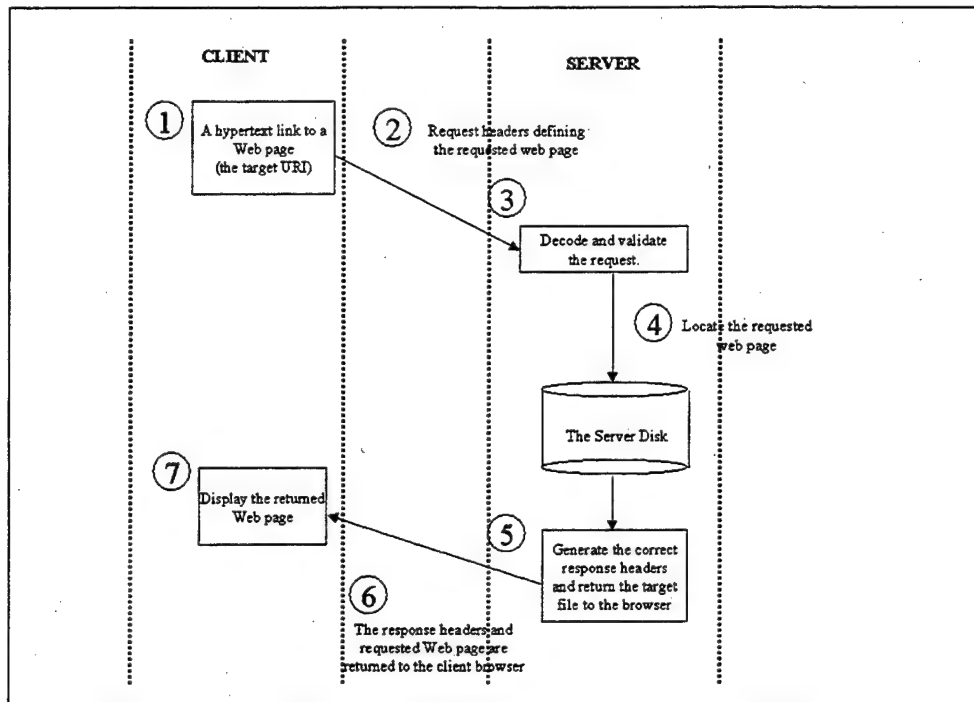 CLIENT
SERVER
1
A hypertext link to a
Web page
(the target URI)
2
Request headers defining
the requested web page
3
Decode and validate
the request.
4
Locate the requested
web page
The Server Disk
7
Display the returned
Web page
5
Generate the correct
response headers
and return the target
file to the browser
6
The response headers and
requested Web page are
returned to the client browser